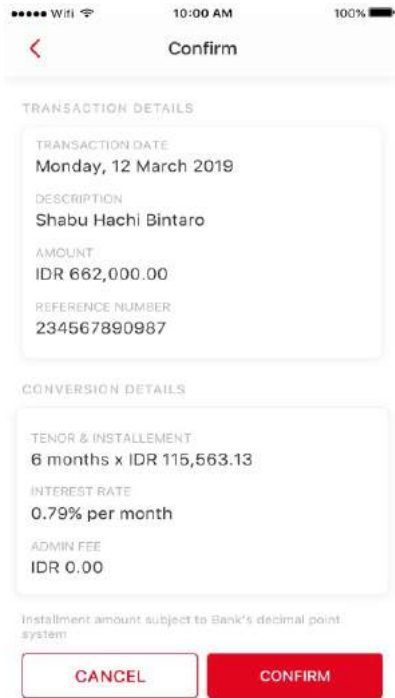 Wifi
10:00 AM
100%
Confirm
TRANSACTION DETAILS
TRANSACTION DATE
Monday, 12 March 2019
DESCRIPTION
Shabu Hachi Bintaro
AMOUNT
IDR 662,000.00
REFERENCE NUMBER
234567890987
CONVERSION DETAILS
TENOR & INSTALLEMENT
6 months x IDR 115,563.13
INTEREST RATE
0.79% per month
ADMIN FEE
IDR 0.00
Installment amount subject to Bank's decimal point
system
CANCEL
CONFIRM